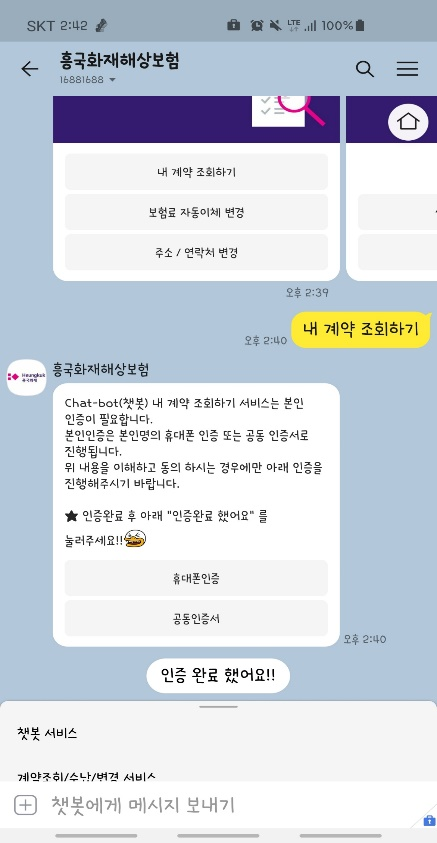 SKT 2:42 LTE 100%
흥국화재해상보험
16881688
내 계약 조회하기
보험료 자동이체 변경
주소 / 연락처 변경
오후 2:39
오후 2:40 내 계약 조회하기
흥국화재해상보험
Heungkuk
흥국화재
Chat-bot(챗봇) 내 계약 조회하기 서비스는 본인
인증이 필요합니다.
본인인증은 본인명의 휴대폰 인증 또는 공동 인증서로
진행됩니다.
위 내용을 이해하고 동의 하시는 경우에만 아래 인증을
진행해주시기 바랍니다.
★ 인증완료 후 아래 "인증완료 했어요" 를
눌러주세요!!
휴대폰인증
공동인증서
오후 2:40
인증 완료 했어요!!
챗봇 서비스
계약조회/수납/변경 서비스
챗봇에게 메시지 보내기